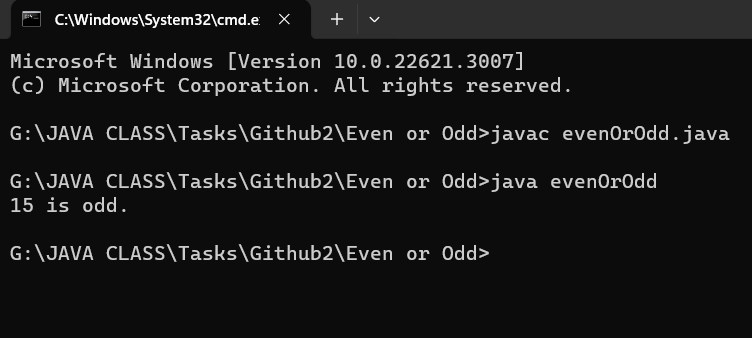 C:\Windows\System32\cmd.e
Microsoft Windows [Version 10.0.22621.3007]
(c) Microsoft Corporation. All rights reserved.
G:\JAVA CLASS\Tasks\Github2\Even or Odd>javac evenOrOdd.java
G:\JAVA CLASS\Tasks\Github2\Even or Odd>java evenOrOdd
15 is odd.
G:\JAVA CLASS\Tasks\Github2\Even or Odd>